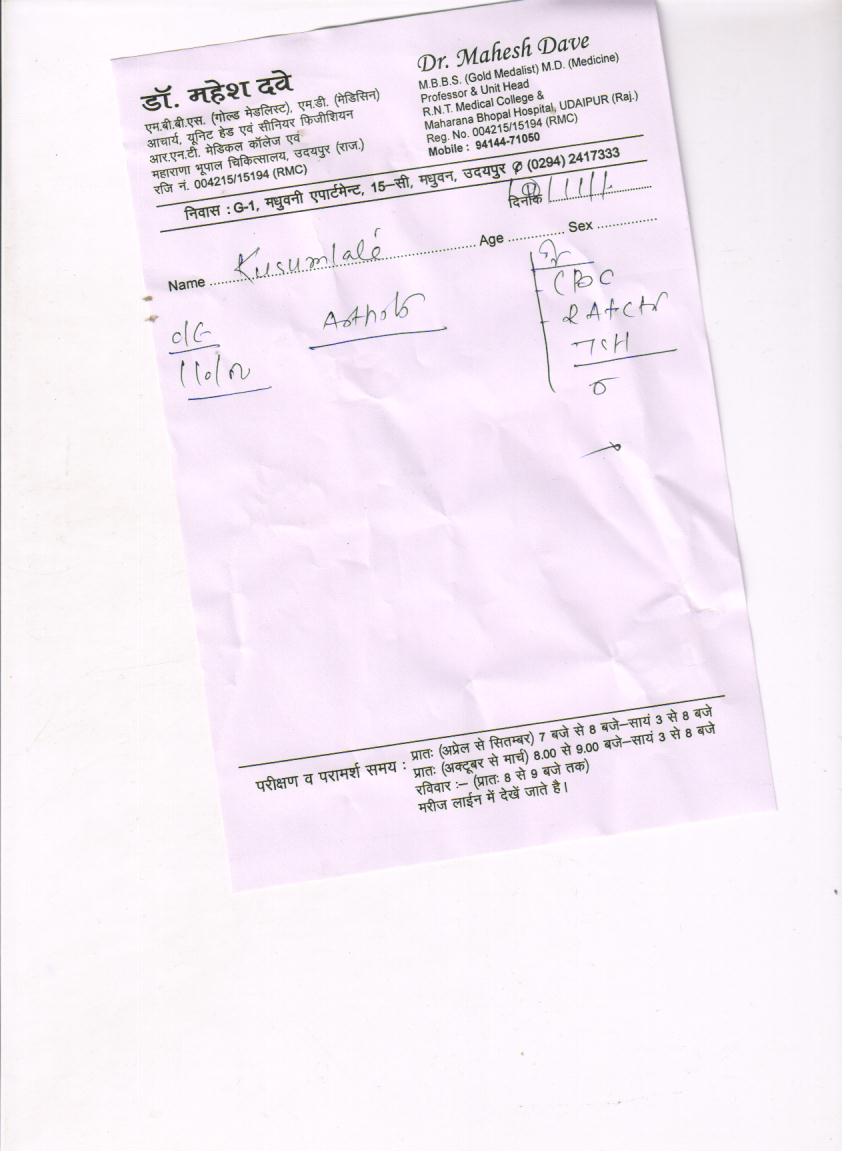 डॉ. महेश दवे
एम.बी.बी.एस. (गोल्ड मेडलिस्ट), एम.डी. (मेडिसिन)
आचार्य, यूनिट हेड एवं सीनियर फिजीशियन
आर.एन.टी. मेडिकल कॉलेज एवं
महाराणा भूपाल चिकित्सालय, उदयपुर (राज.)
रजि नं. 004215/15194 (RMC)
Dr. Mahesh Dave
M.B.B.S. (Gold Medalist) M.D. (Medicine)
Professor & Unit Head
R.N.T. Medical College &
Maharana Bhopal Hospital, UDAIPUR (Raj.)
Reg. No. 004215/15194 (RMC)
Mobile : 94144-71050
निवास : G-1, मधुवनी एपार्टमेन्ट, 15–सी, मधुवन, उदयपुर ✆ (0294) 2417333
दिनांक
Name Kusumlata Age Sex
CBC
TSH
परीक्षण व परामर्श समय : प्रातः (अप्रेल से सितम्बर) 7 बजे से 8 बजे–सायं 3 से 8 बजे
प्रातः (अक्टूबर से मार्च) 8.00 से 9.00 बजे–सायं 3 से 8 बजे
रविवार :– (प्रातः 8 से 9 बजे तक)
मरीज लाईन में देखें जाते है।